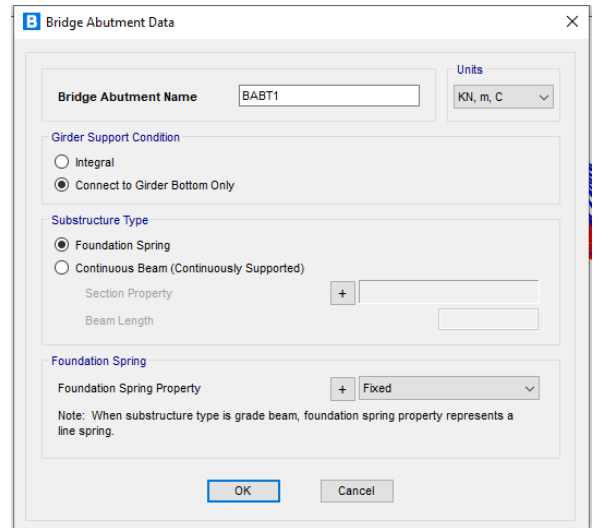 B Bridge Abutment Data
Units
Bridge Abutment Name BABT1 KN, m, C
Girder Support Condition
Integral
Connect to Girder Bottom Only
Substructure Type
Foundation Spring
Continuous Beam (Continuously Supported)
Section Property +
Beam Length
Foundation Spring
Foundation Spring Property + Fixed
Note: When substructure type is grade beam, foundation spring property represents a
line spring.
OK Cancel